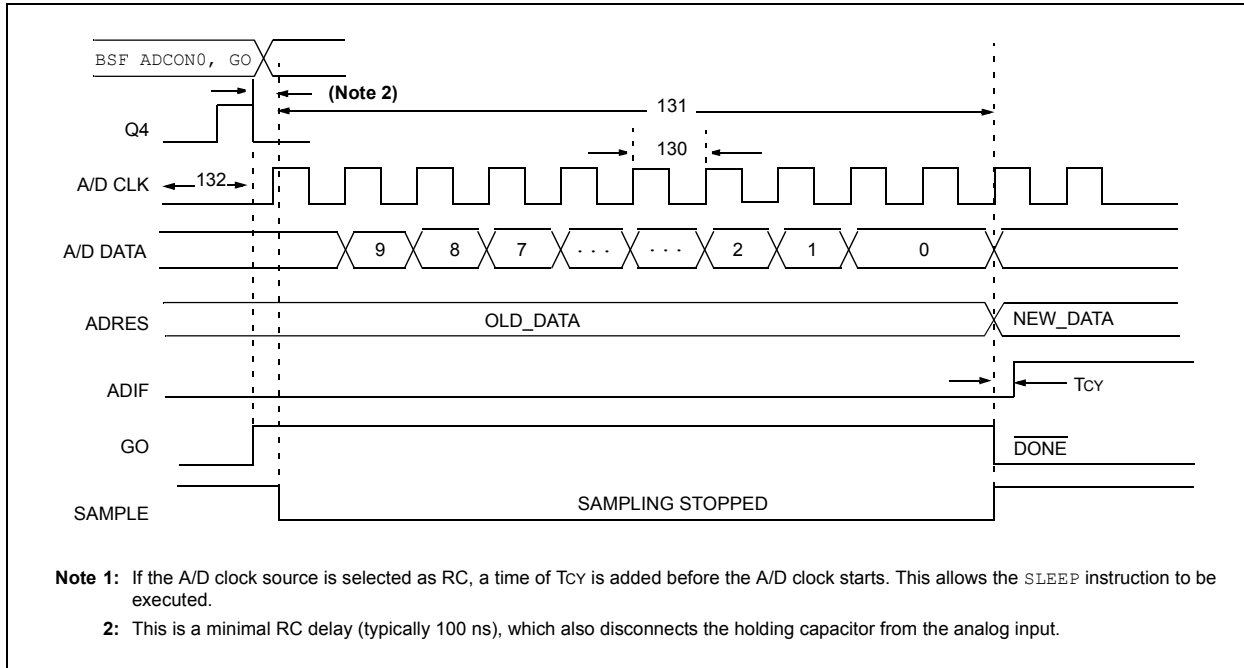 BSF ADCON0, GO
(Note 2)
131
Q4
130
A/D CLK
132
A/D DATA
9 8 7 . . . . . . 2 1 0
ADRES
OLD_DATA
NEW_DATA
ADIF
TCY
GO
DONE
SAMPLE
SAMPLING STOPPED
Note 1: If the A/D clock source is selected as RC, a time of TCY is added before the A/D clock starts. This allows the SLEEP instruction to be
executed.
2: This is a minimal RC delay (typically 100 ns), which also disconnects the holding capacitor from the analog input.